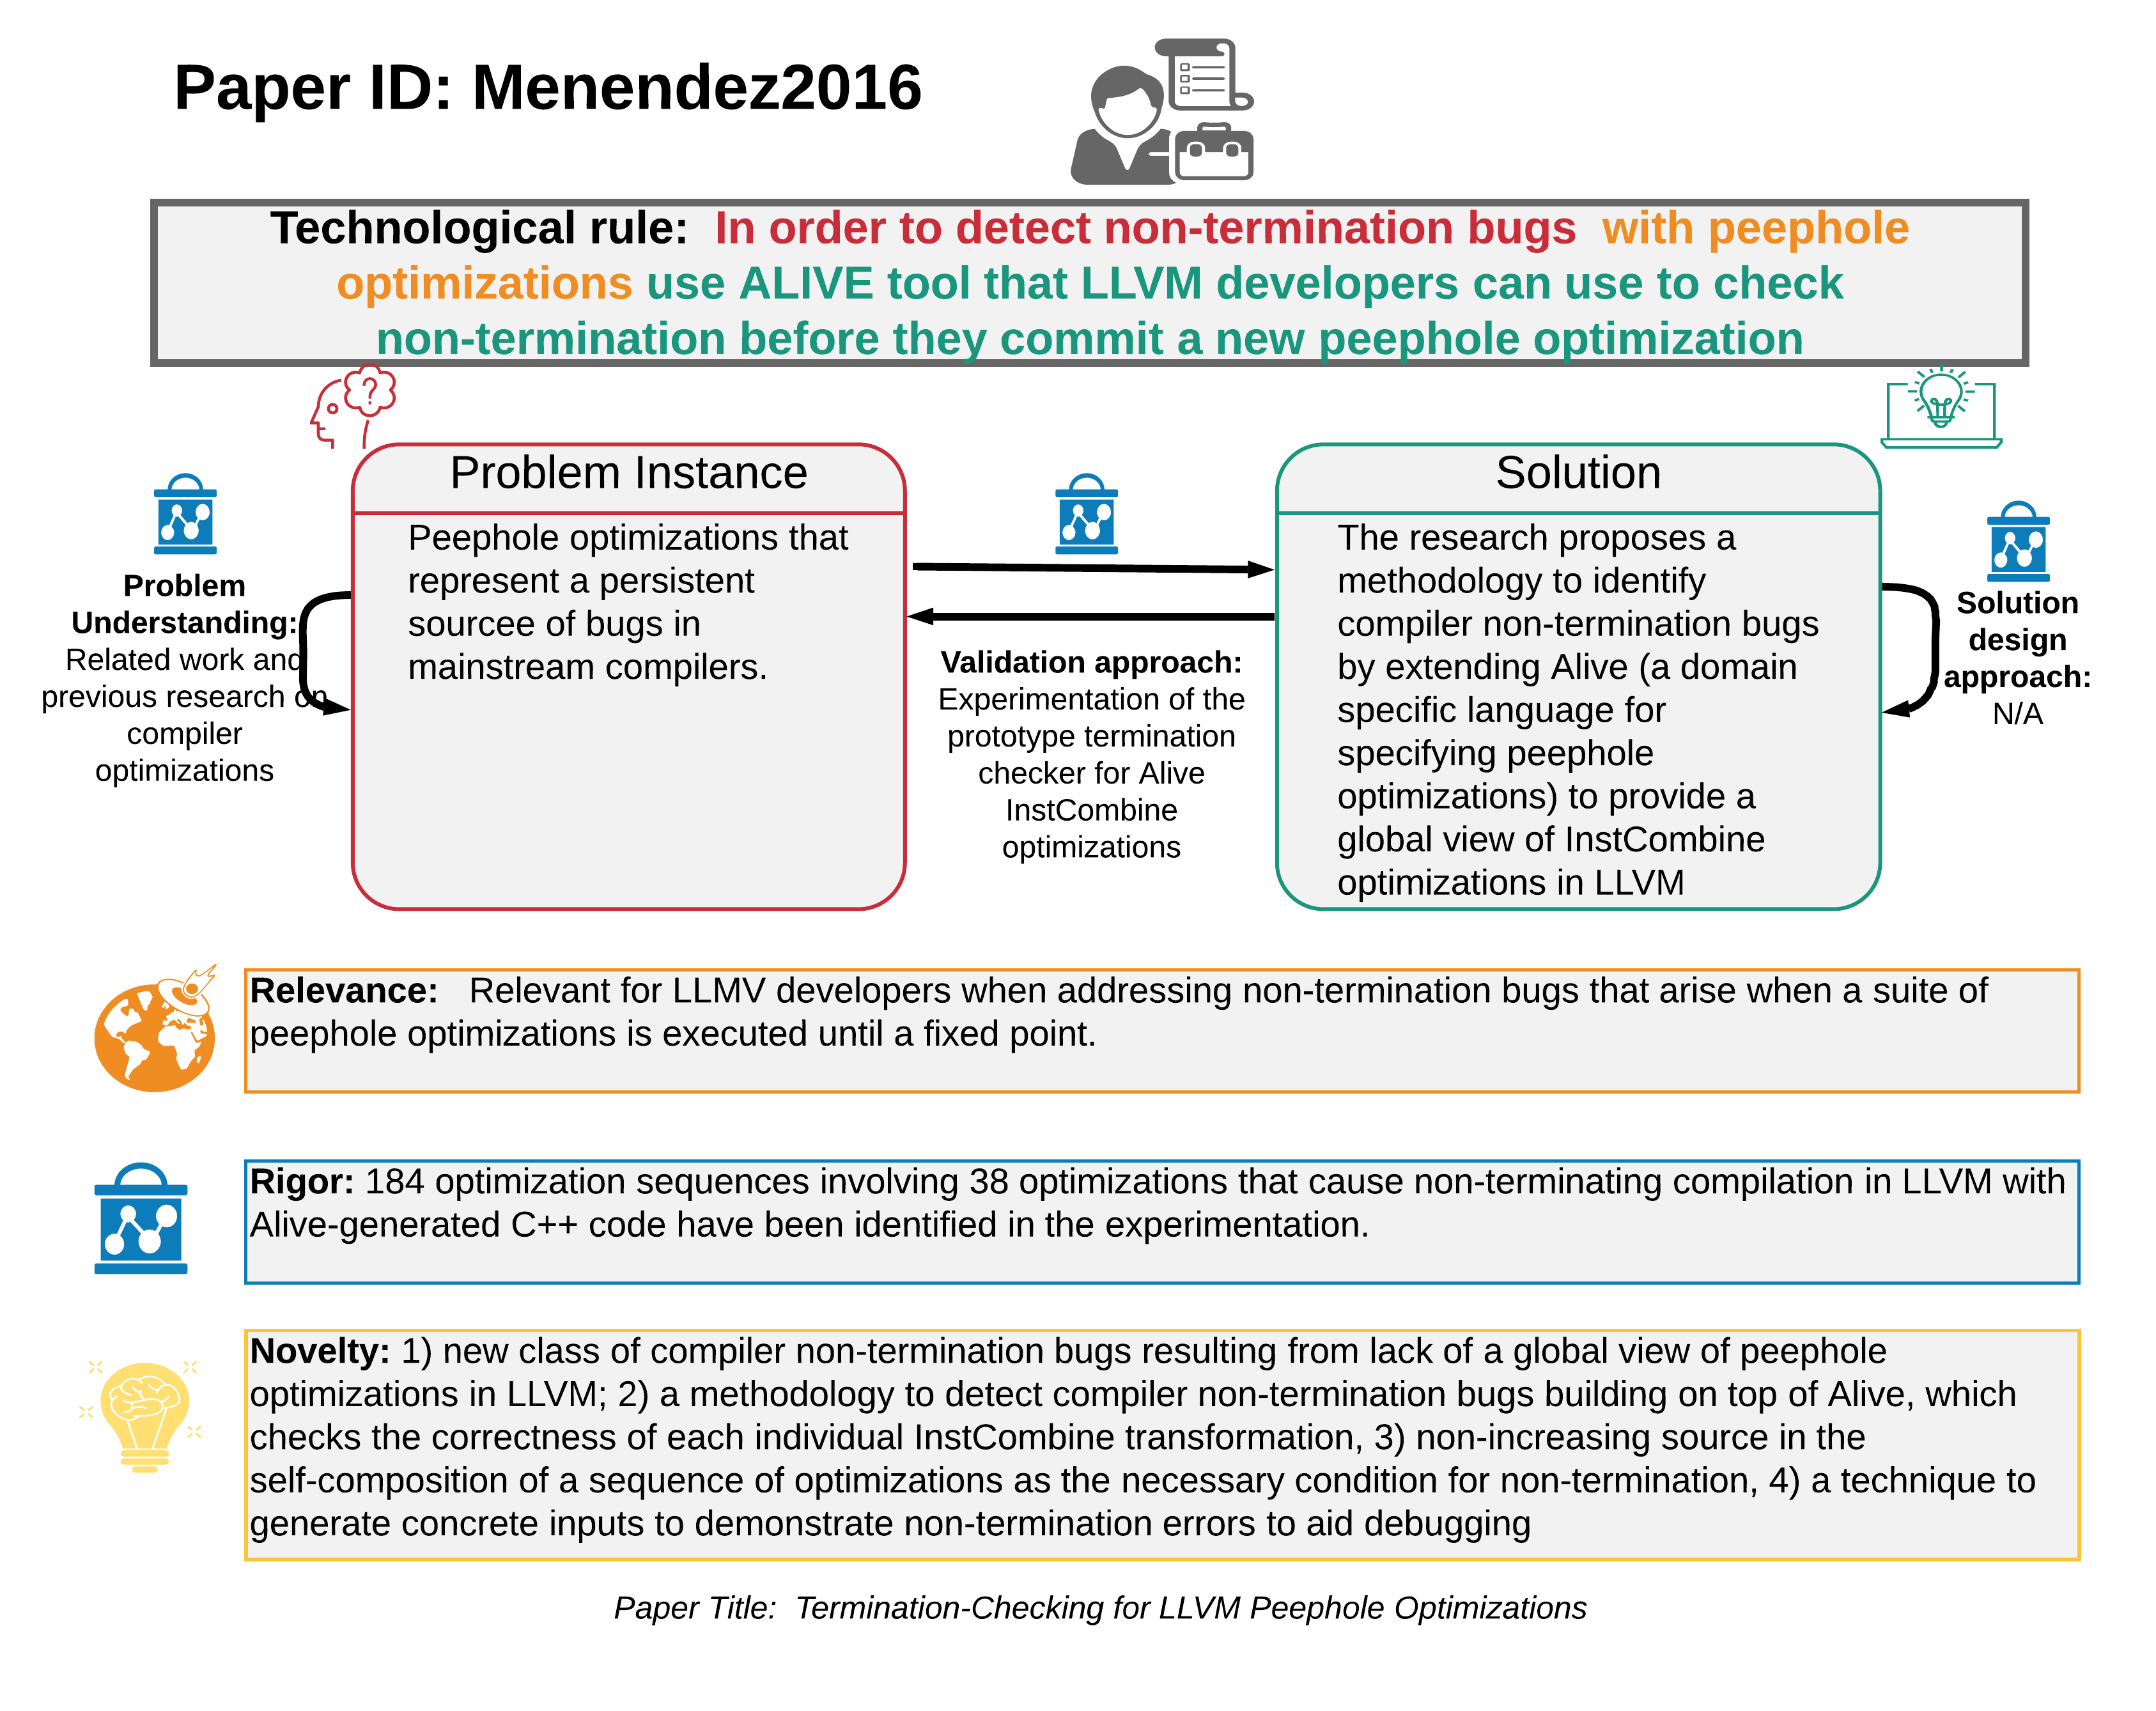 Paper ID: Menendez2016
Technological rule: In order to detect non-termination bugs with peephole
optimizations use ALIVE tool that LLVM developers can use to check
non-termination before they commit a new peephole optimization
Problem
Understanding:
Related work and
previous research on
compiler
optimizations
Problem Instance
Peephole optimizations that
represent a persistent
sourcee of bugs in
mainstream compilers.
Validation approach:
Experimentation of the
prototype termination
checker for Alive
InstCombine
optimizations
Solution
The research proposes a
methodology to identify
compiler non-termination bugs
by extending Alive (a domain
specific language for
specifying peephole
optimizations) to provide a
global view of InstCombine
optimizations in LLVM
Solution
design
approach:
N/A
Relevance: Relevant for LLMV developers when addressing non-termination bugs that arise when a suite of
peephole optimizations is executed until a fixed point.
Rigor: 184 optimization sequences involving 38 optimizations that cause non-terminating compilation in LLVM with
Alive-generated C++ code have been identified in the experimentation.
Novelty: 1) new class of compiler non-termination bugs resulting from lack of a global view of peephole
optimizations in LLVM; 2) a methodology to detect compiler non-termination bugs building on top of Alive, which
checks the correctness of each individual InstCombine transformation, 3) non-increasing source in the
self-composition of a sequence of optimizations as the necessary condition for non-termination, 4) a technique to
generate concrete inputs to demonstrate non-termination errors to aid debugging
Paper Title: Termination-Checking for LLVM Peephole Optimizations